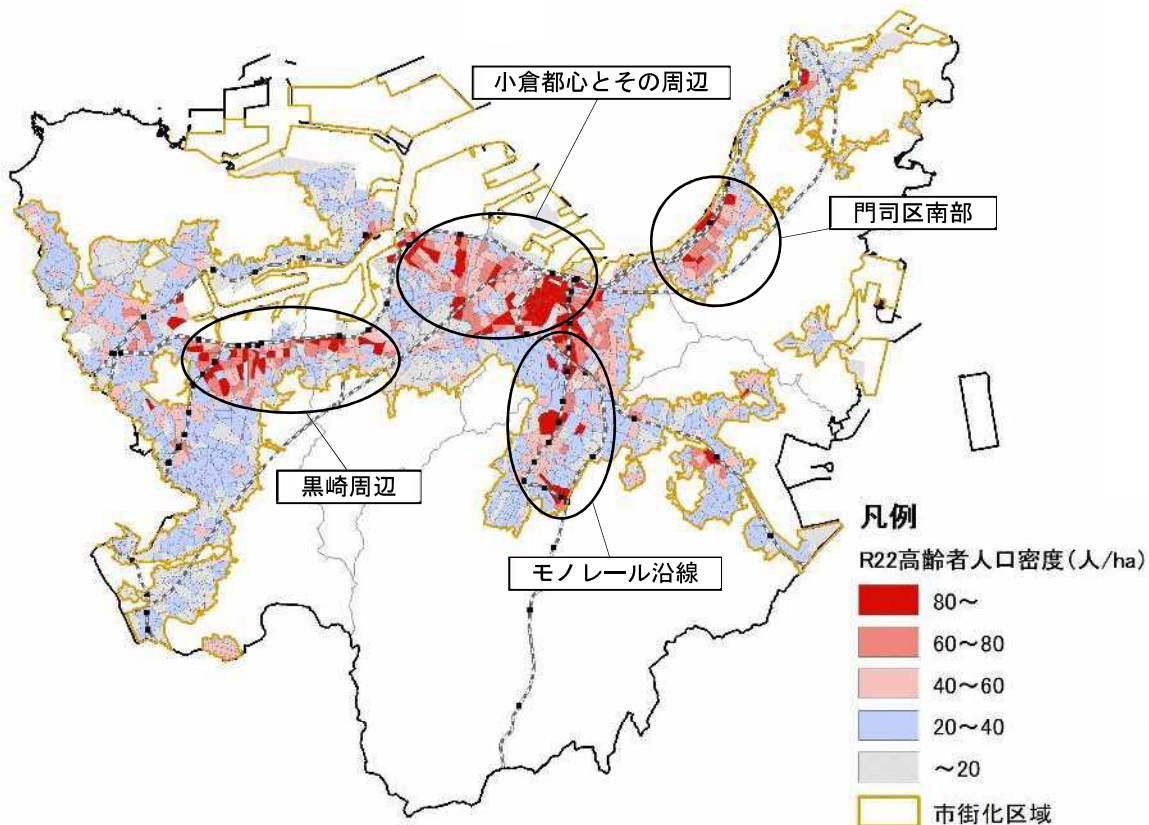 小倉都心とその周辺
門司区南部
黒崎周辺
モノレール沿線
凡例
R22高齢者人口密度(人/ha)
80～
60～80
40～60
20～40
～20
市街化区域